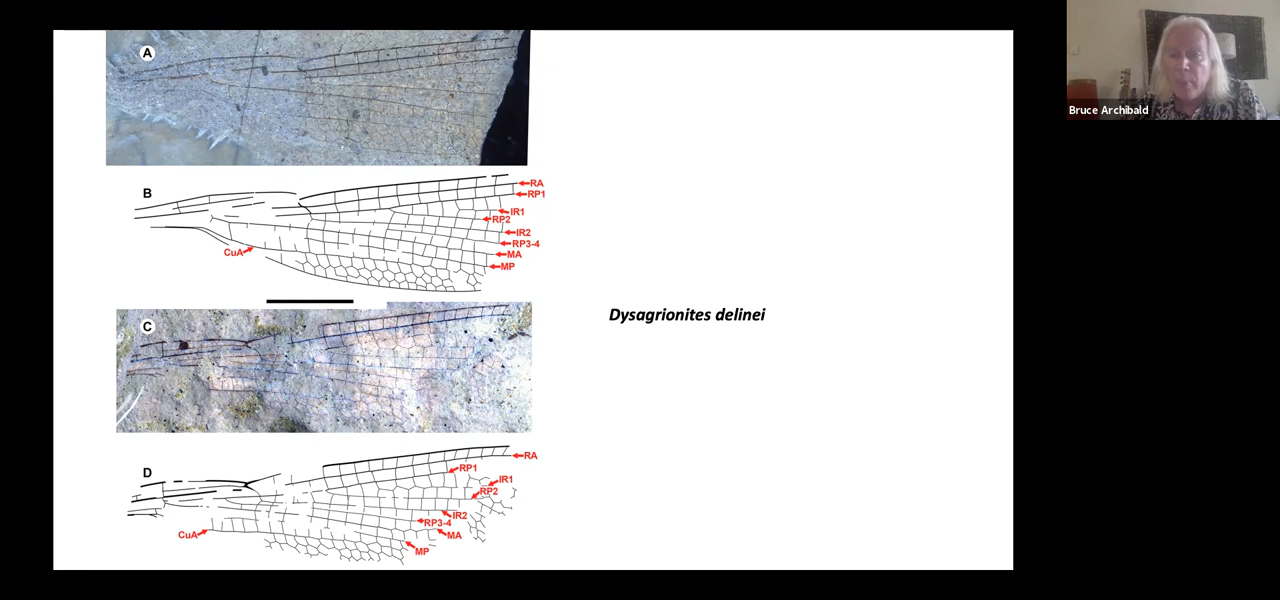 A
B
RA
RP1
IR1
RP2
IR2
RP3-4
MA
MP
CuA
C
D
RA
RP1
IR1
RP2
IR2
RP3-4
MA
MP
CuA
Dysagrionites delinei
Bruce Archibald